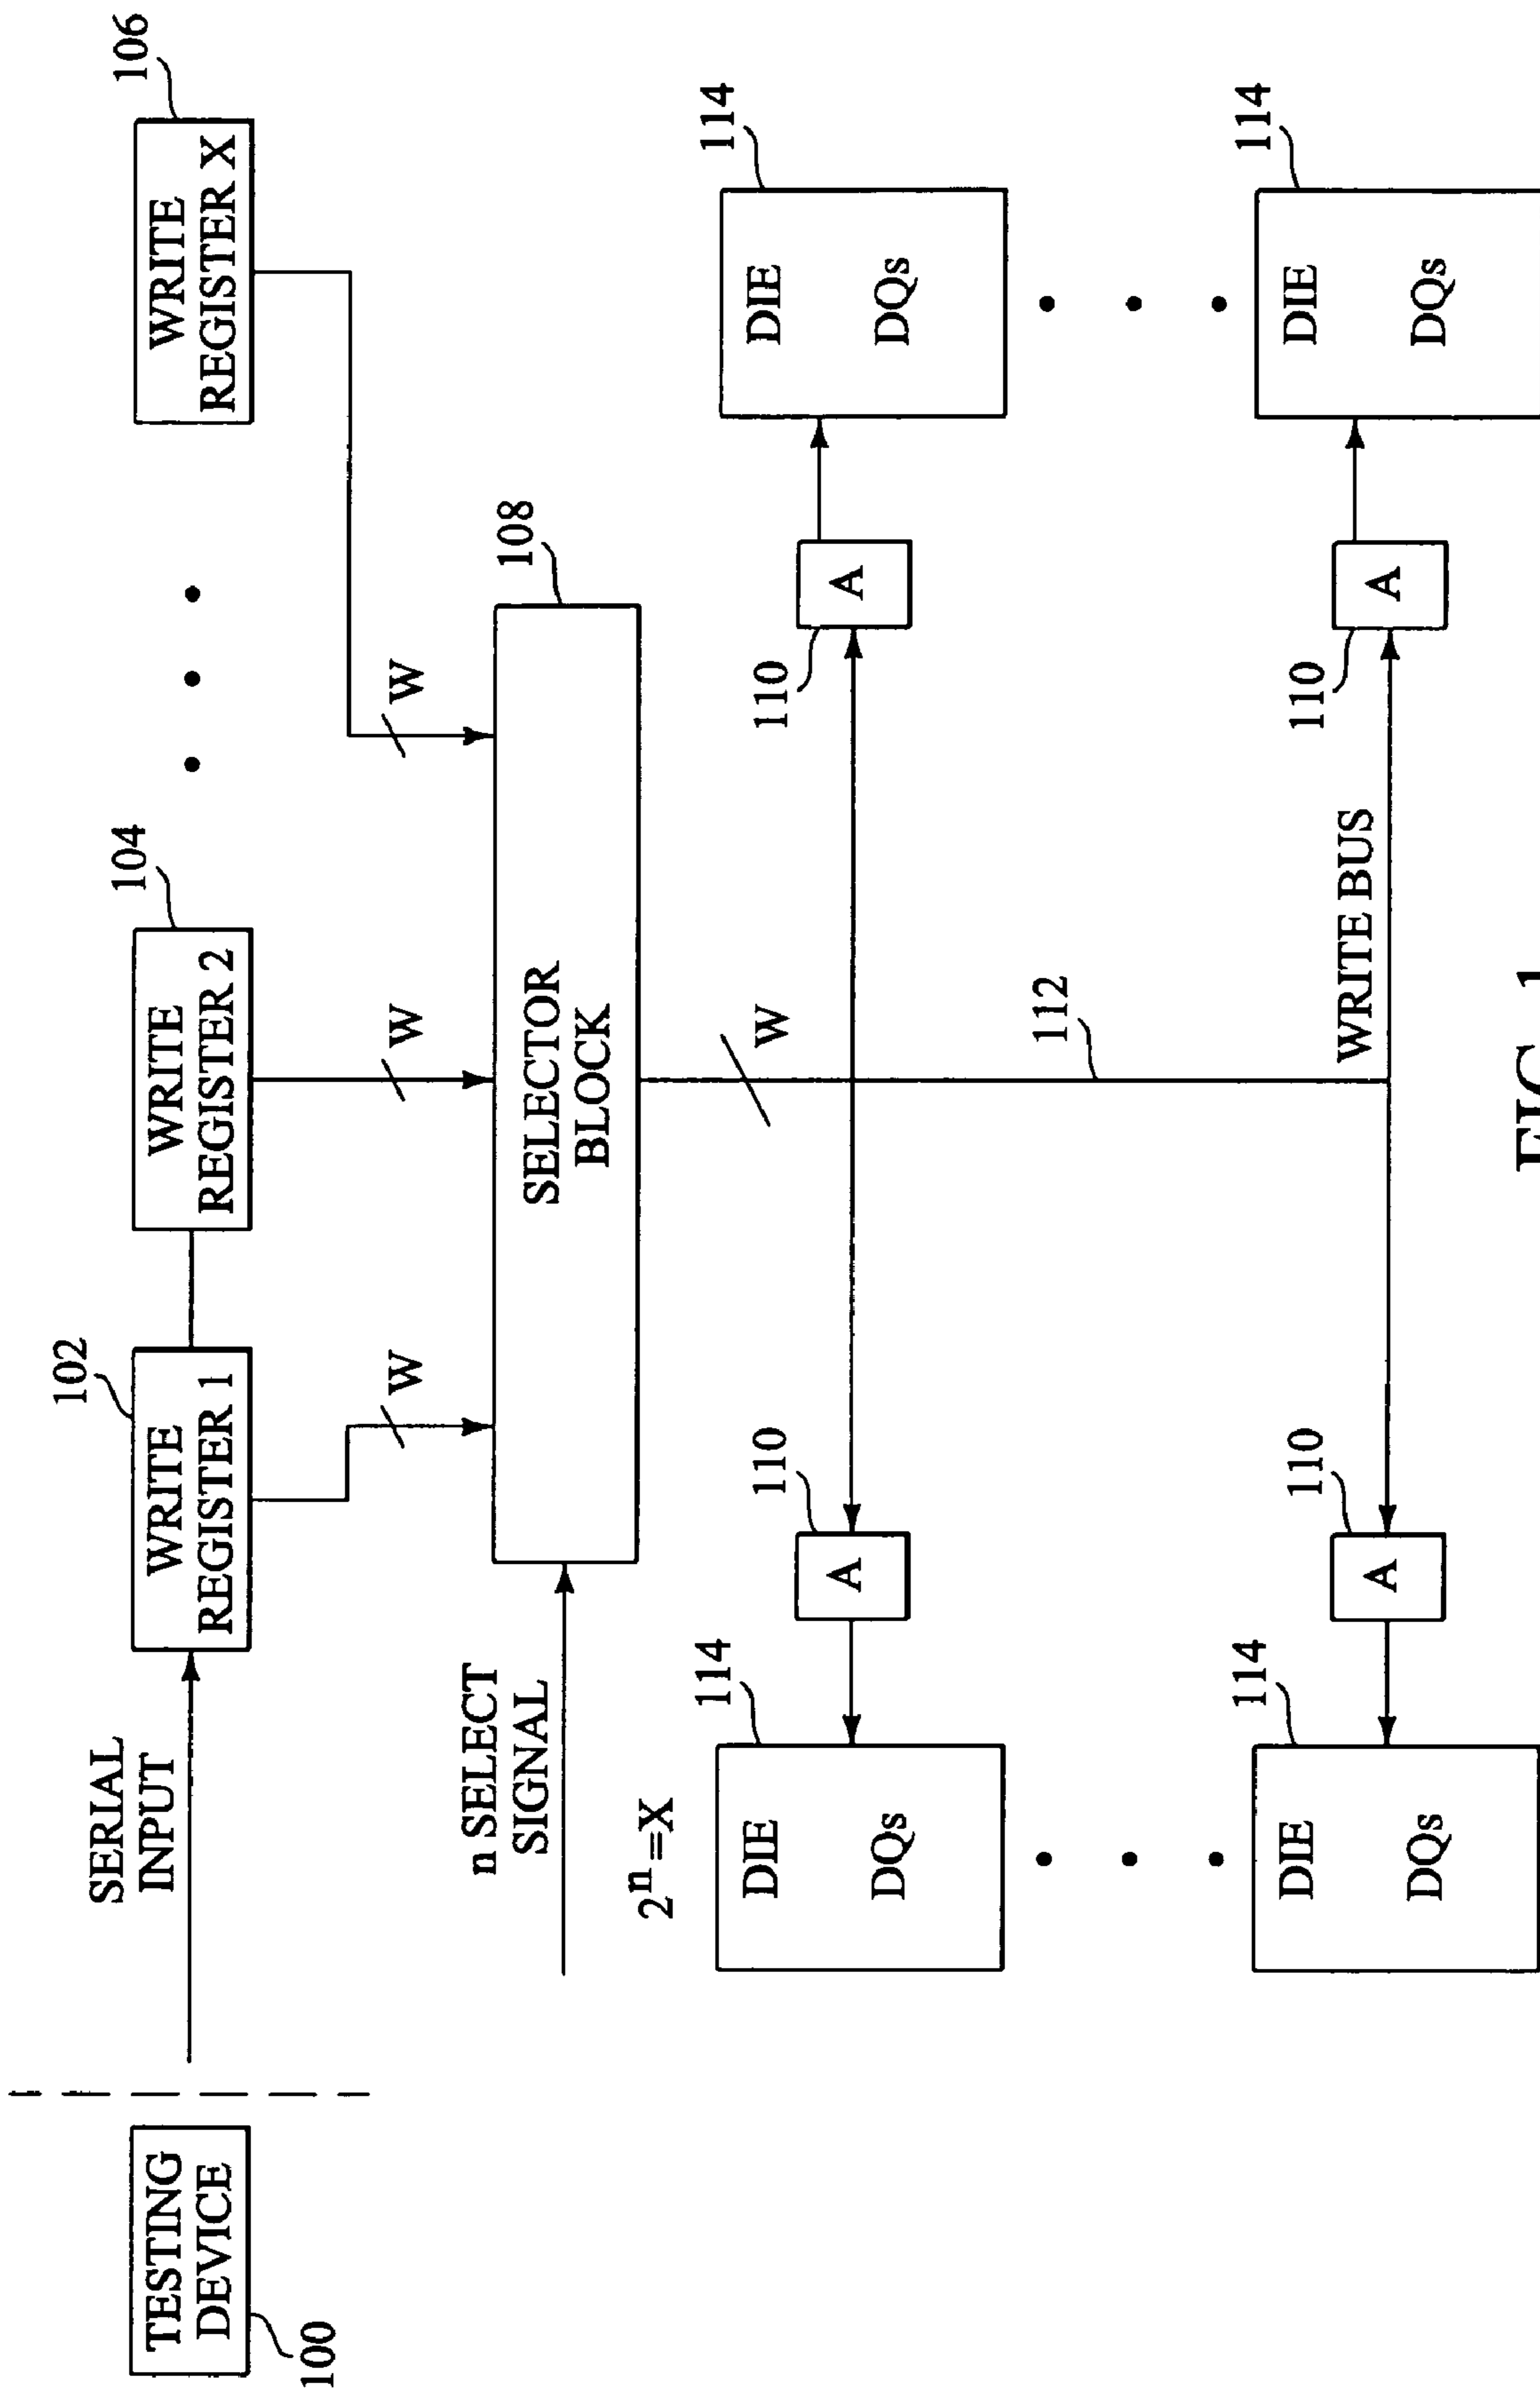 102
104
106
SERIAL
INPUT
TESTING
DEVICE
100
WRITE
REGISTER 1
WRITE
REGISTER 2
WRITE
REGISTER X
W
W
W
n SELECT
SIGNAL
2ⁿ=X
SELECTOR
BLOCK
108
W
114
DIE
DQs
110
A
110
A
114
DIE
DQs
112
WRITE BUS
114
DIE
DQs
110
A
110
A
114
DIE
DQs
FIG. 1